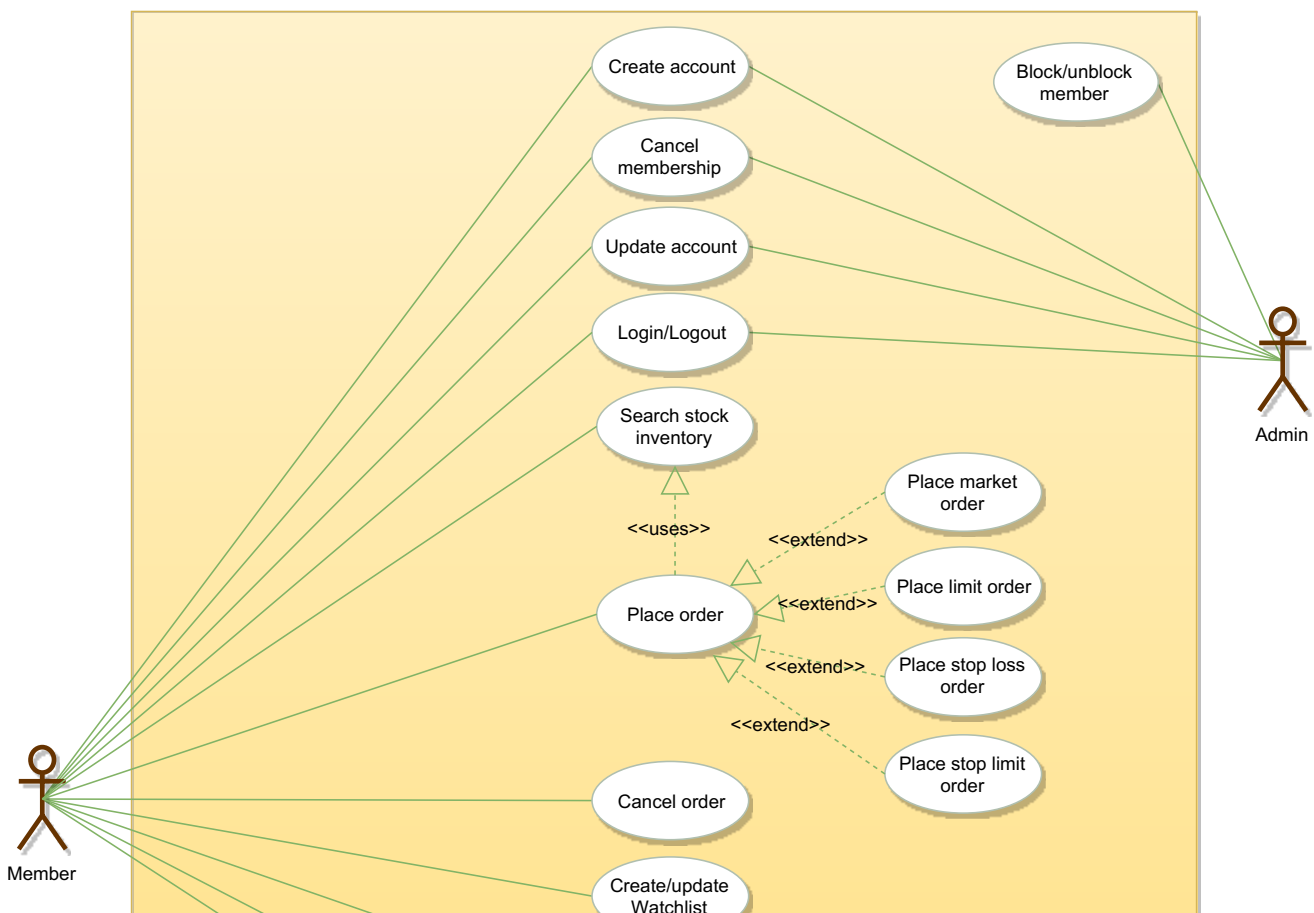 Create account
Block/unblock
member
Cancel
membership
Update account
Login/Logout
Search stock
inventory
Admin
Place market
order
<<uses>>
<<extend>>
Place limit order
<<extend>>
Place order
Place stop loss
order
<<extend>>
<<extend>>
Place stop limit
order
Cancel order
Member
Create/update
Watchlist